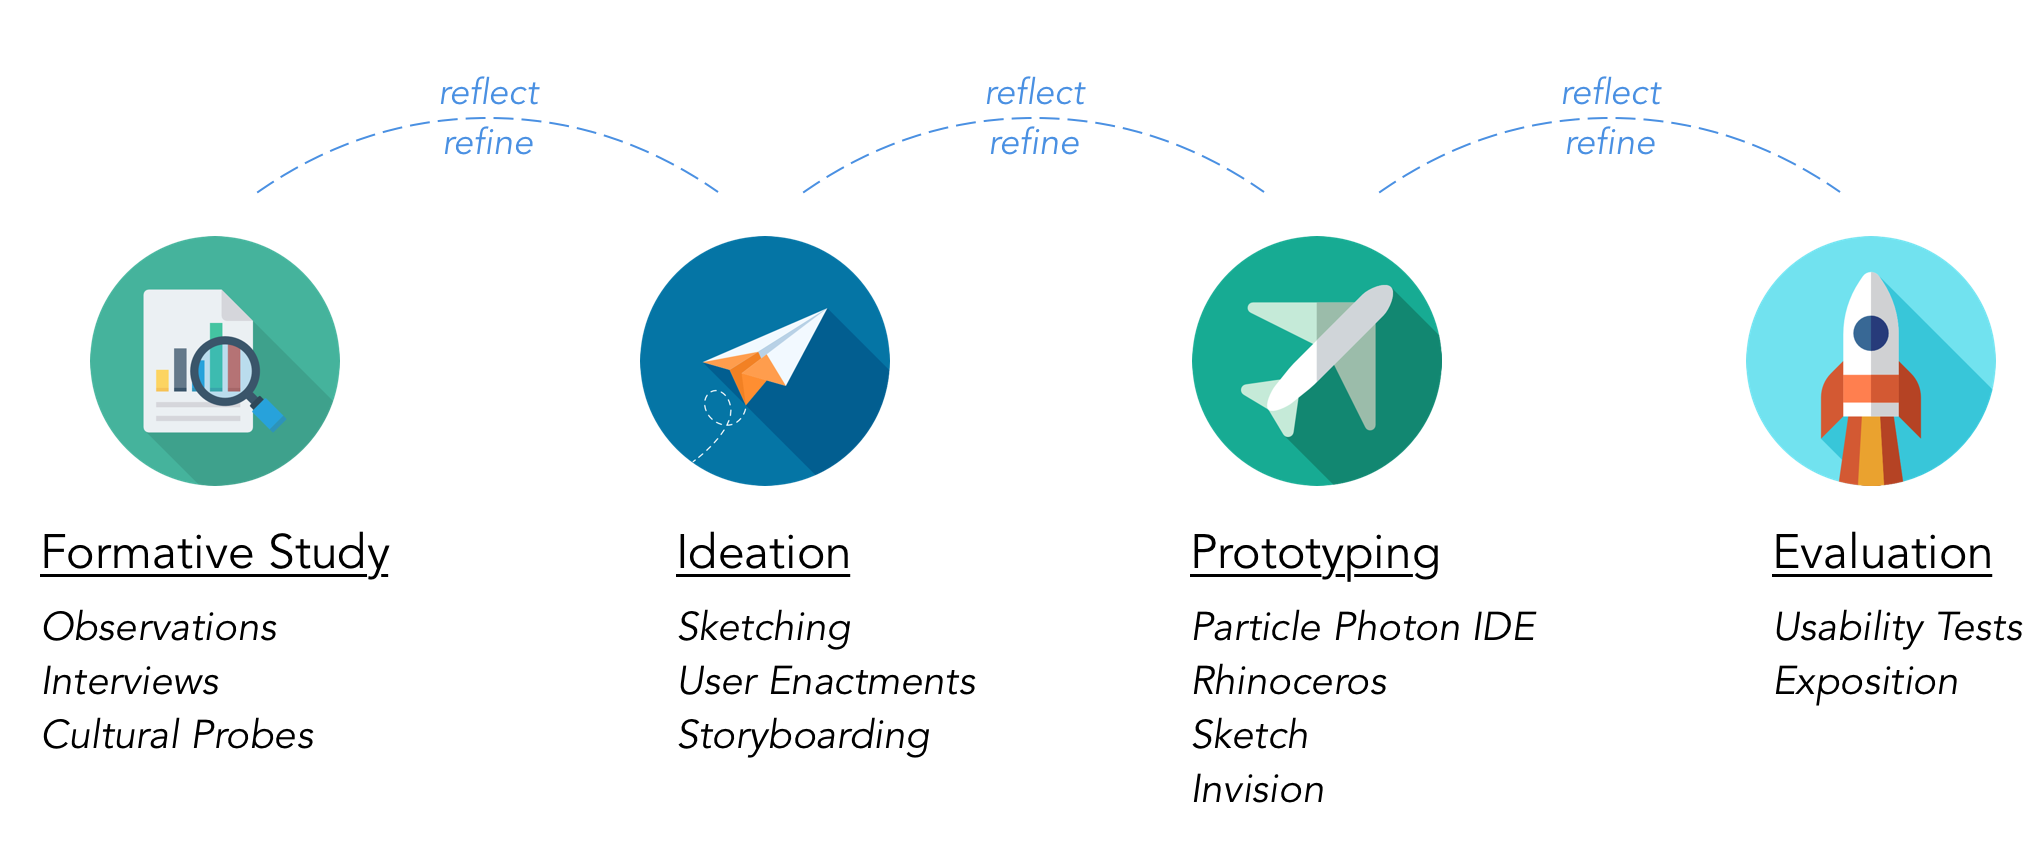 reflect
refine
reflect
refine
reflect
refine
Formative Study
Observations
Interviews
Cultural Probes
Ideation
Sketching
User Enactments
Storyboarding
Prototyping
Particle Photon IDE
Rhinoceros
Sketch
Invision
Evaluation
Usability Tests
Exposition